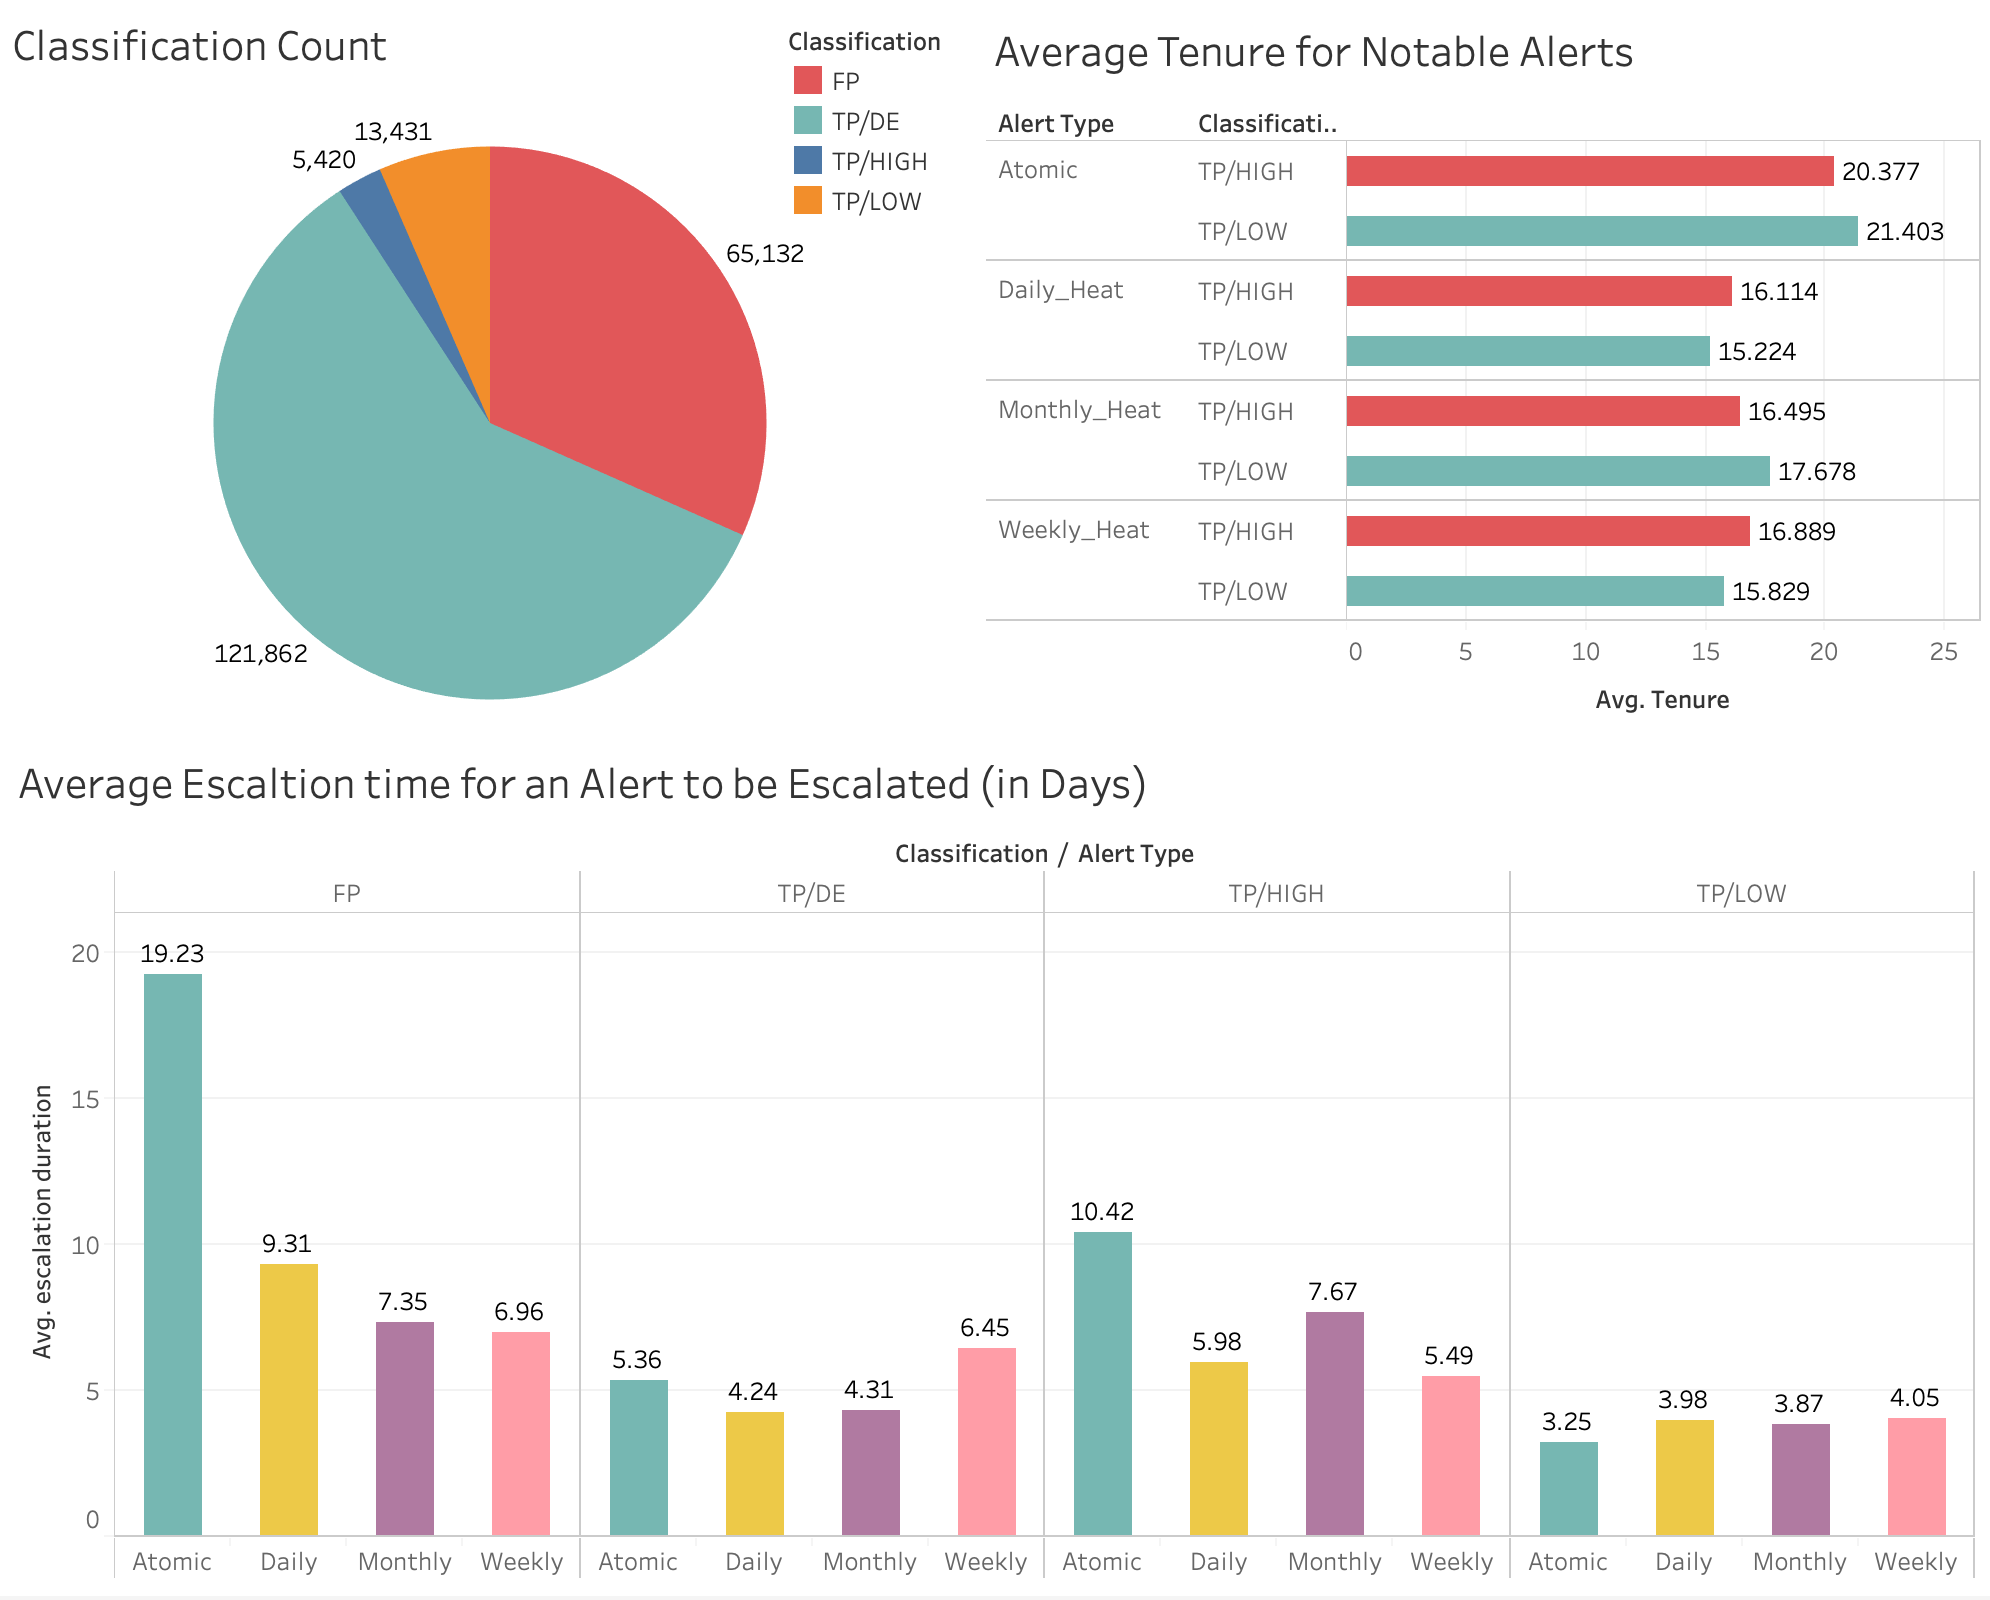 Classification Count
Classification
FP
TP/DE
TP/HIGH
TP/LOW
13,431
5,420
65,132
121,862
Average Tenure for Notable Alerts
Alert Type Classificati..
Atomic TP/HIGH 20.377
TP/LOW 21.403
Daily_Heat TP/HIGH 16.114
TP/LOW 15.224
Monthly_Heat TP/HIGH 16.495
TP/LOW 17.678
Weekly_Heat TP/HIGH 16.889
TP/LOW 15.829
0 5 10 15 20 25
Avg. Tenure
Average Escaltion time for an Alert to be Escalated (in Days)
Classification / Alert Type
FP TP/DE TP/HIGH TP/LOW
Avg. escalation duration
20
15
10
5
0
19.23 9.31 7.35 6.96 5.36 4.24 4.31 6.45 10.42 5.98 7.67 5.49 3.25 3.98 3.87 4.05
Atomic Daily Monthly Weekly Atomic Daily Monthly Weekly Atomic Daily Monthly Weekly Atomic Daily Monthly Weekly